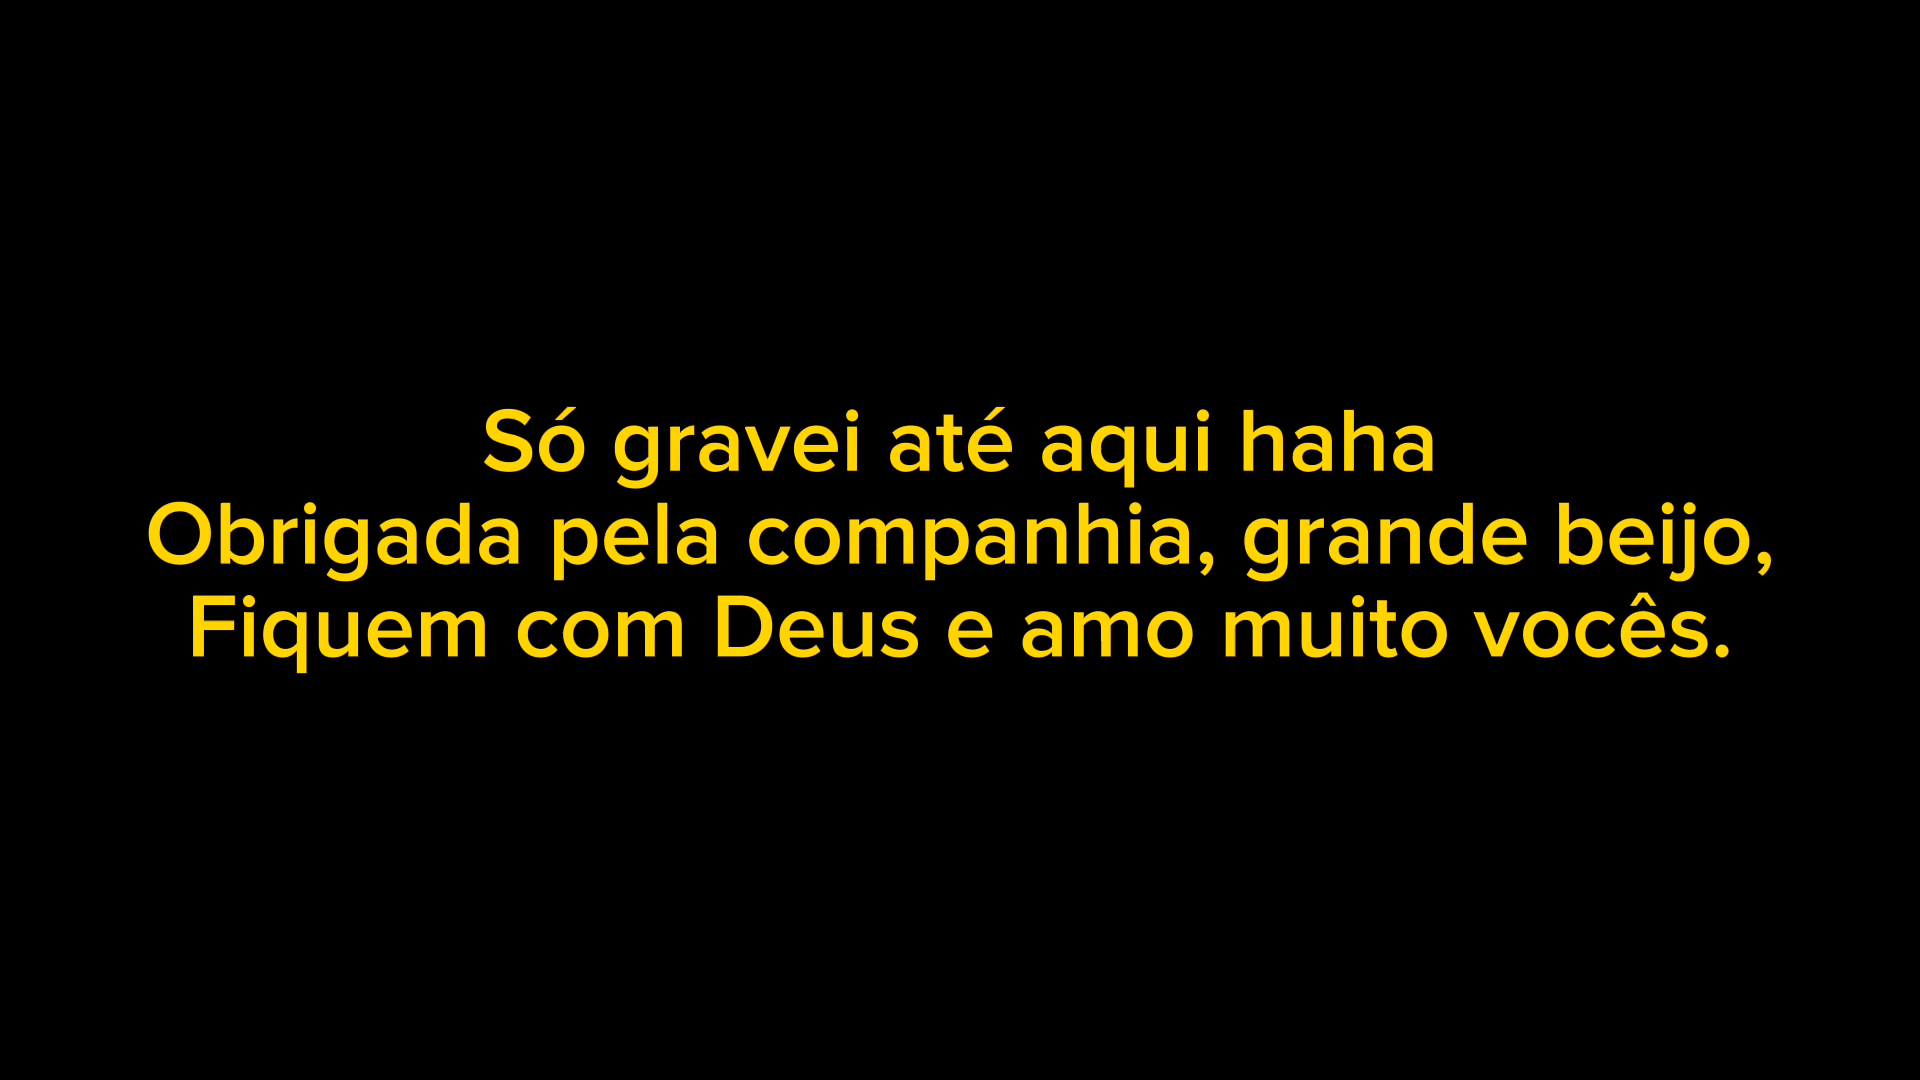 Só gravei até aqui haha
Obrigada pela companhia, grande beijo,
Fiquem com Deus e amo muito vocês.